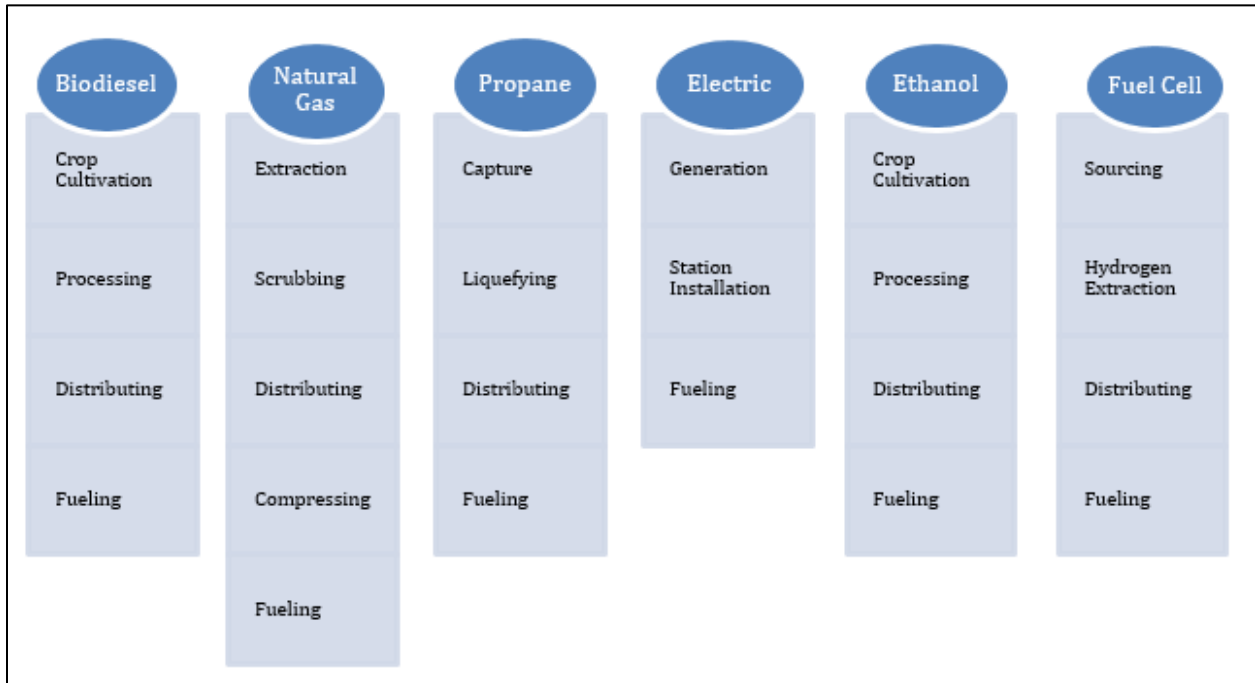 Biodiesel
Crop
Cultivation
Processing
Distributing
Fueling
Natural
Gas
Extraction
Scrubbing
Distributing
Compressing
Fueling
Propane
Capture
Liquefying
Distributing
Fueling
Electric
Generation
Station
Installation
Fueling
Ethanol
Crop
Cultivation
Processing
Distributing
Fueling
Fuel Cell
Sourcing
Hydrogen
Extraction
Distributing
Fueling